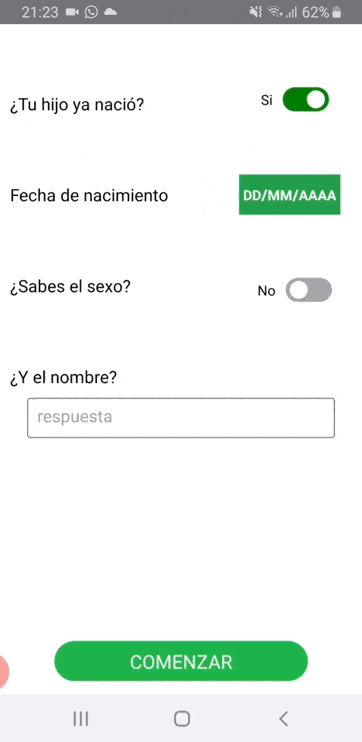 21:23 62%
¿Tu hijo ya nació? Si
Fecha de nacimiento DD/MM/AAAA
¿Sabes el sexo? No
¿Y el nombre?
respuesta
COMENZAR